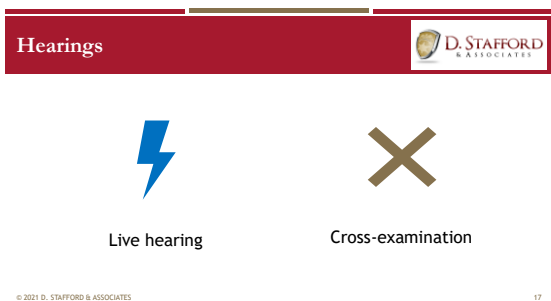 Hearings
D. STAFFORD
& ASSOCIATES
Live hearing
Cross-examination
© 2021 D. STAFFORD & ASSOCIATES
17